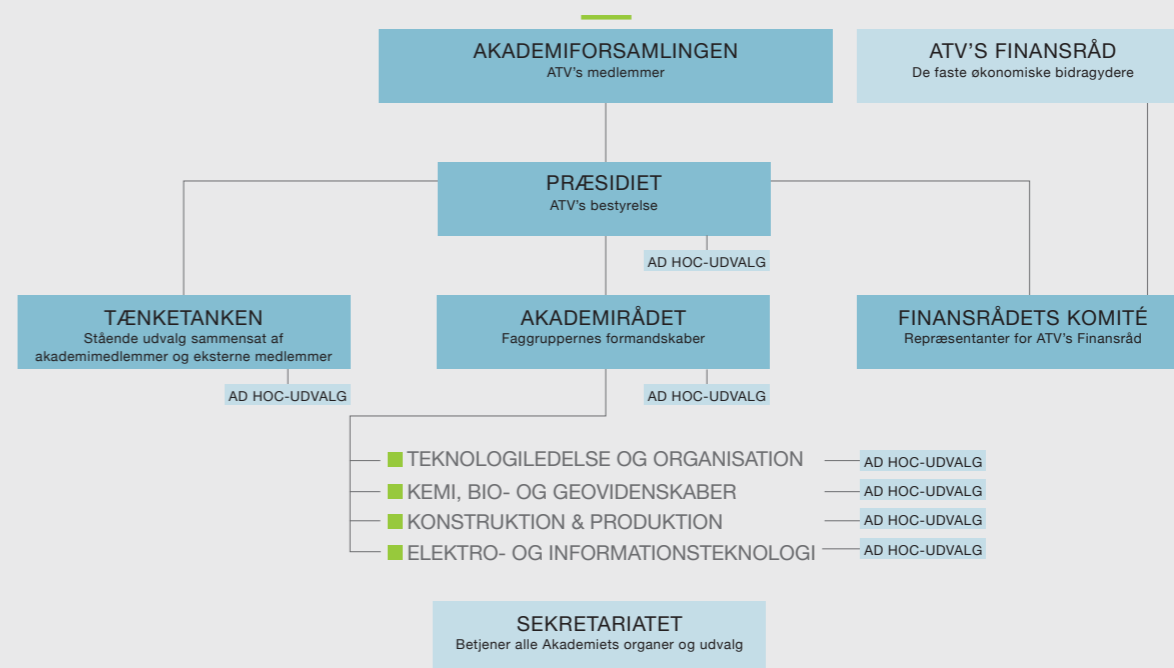 AKADEMIFORSAMLINGEN
ATV's medlemmer
ATV'S FINANSRÅD
De faste økonomiske bidragydere
PRÆSIDIET
ATV's bestyrelse
AD HOC-UDVALG
TÆNKETANKEN
Stående udvalg sammensat af
akademimedlemmer og eksterne medlemmer
AD HOC-UDVALG
AKADEMIRÅDET
Faggruppernes formandskaber
AD HOC-UDVALG
FINANSRÅDETS KOMITÉ
Repræsentanter for ATV's Finansråd
TEKNOLOGILEDELSE OG ORGANISATION
AD HOC-UDVALG
KEMI, BIO- OG GEOVIDENSKABER
AD HOC-UDVALG
KONSTRUKTION & PRODUKTION
AD HOC-UDVALG
ELEKTRO- OG INFORMATIONSTEKNOLOGI
AD HOC-UDVALG
SEKRETARIATET
Betjener alle Akademiets organer og udvalg